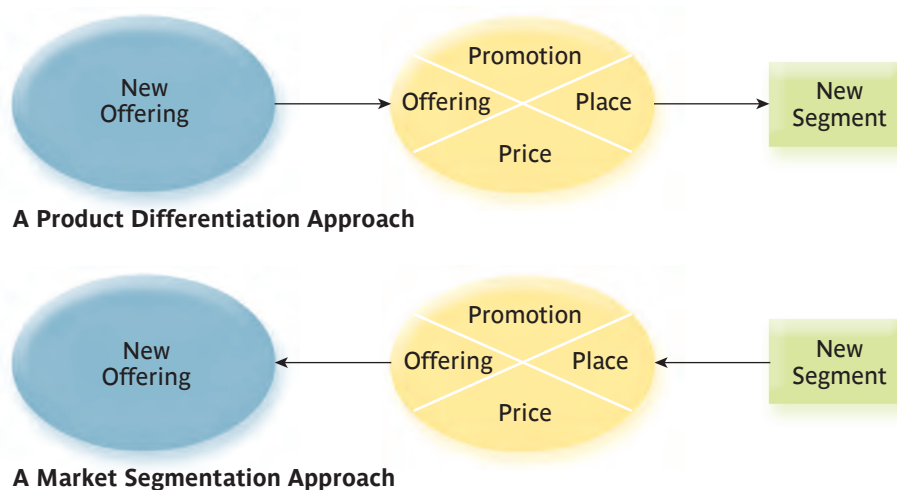 Promotion
New
Offering
Offering
Place
New
Segment
Price
A Product Differentiation Approach
Promotion
New
Offering
Offering
Place
New
Segment
Price
A Market Segmentation Approach